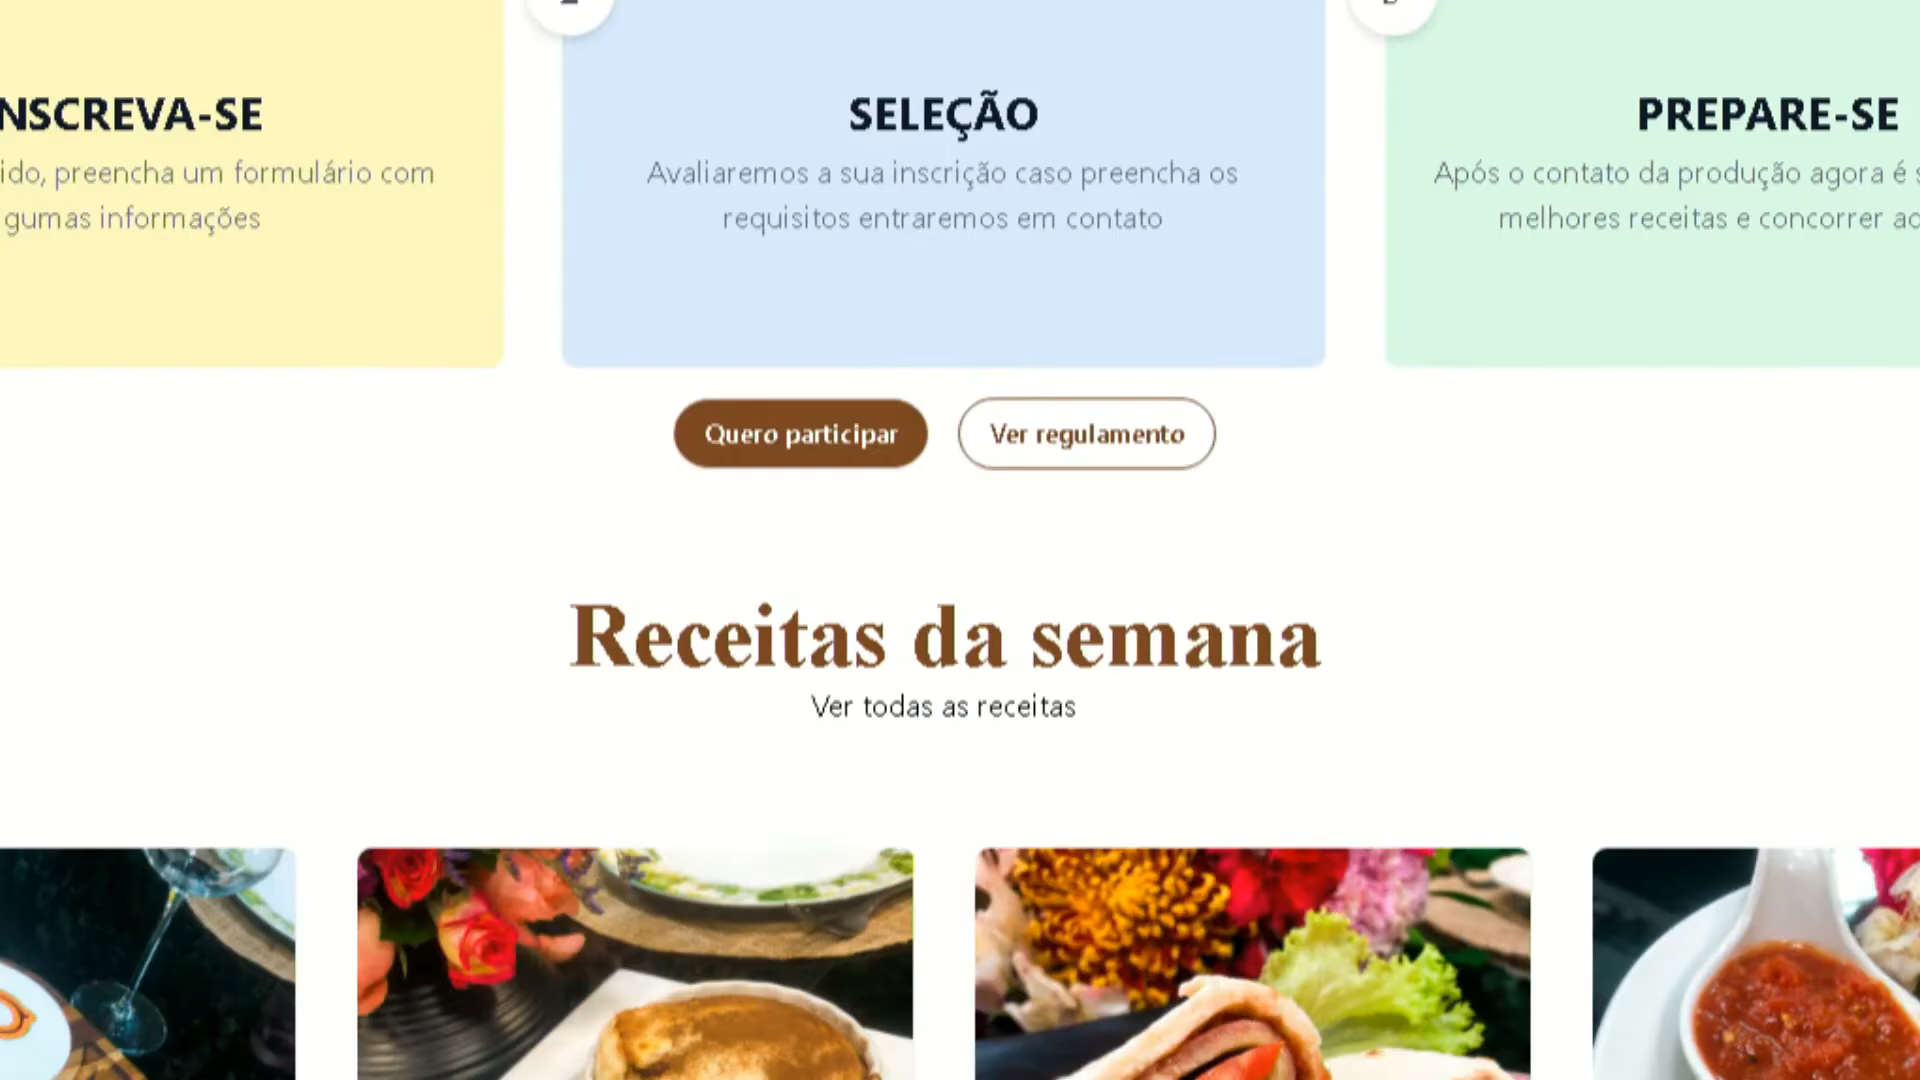 NSCREVA-SE
ido, preencha um formulário com
gumas informações
SELEÇÃO
Avaliaremos a sua inscrição caso preencha os
requisitos entraremos em contato
PREPARE-SE
Após o contato da produção agora é s
melhores receitas e concorrer ao
Quero participar
Ver regulamento
Receitas da semana
Ver todas as receitas